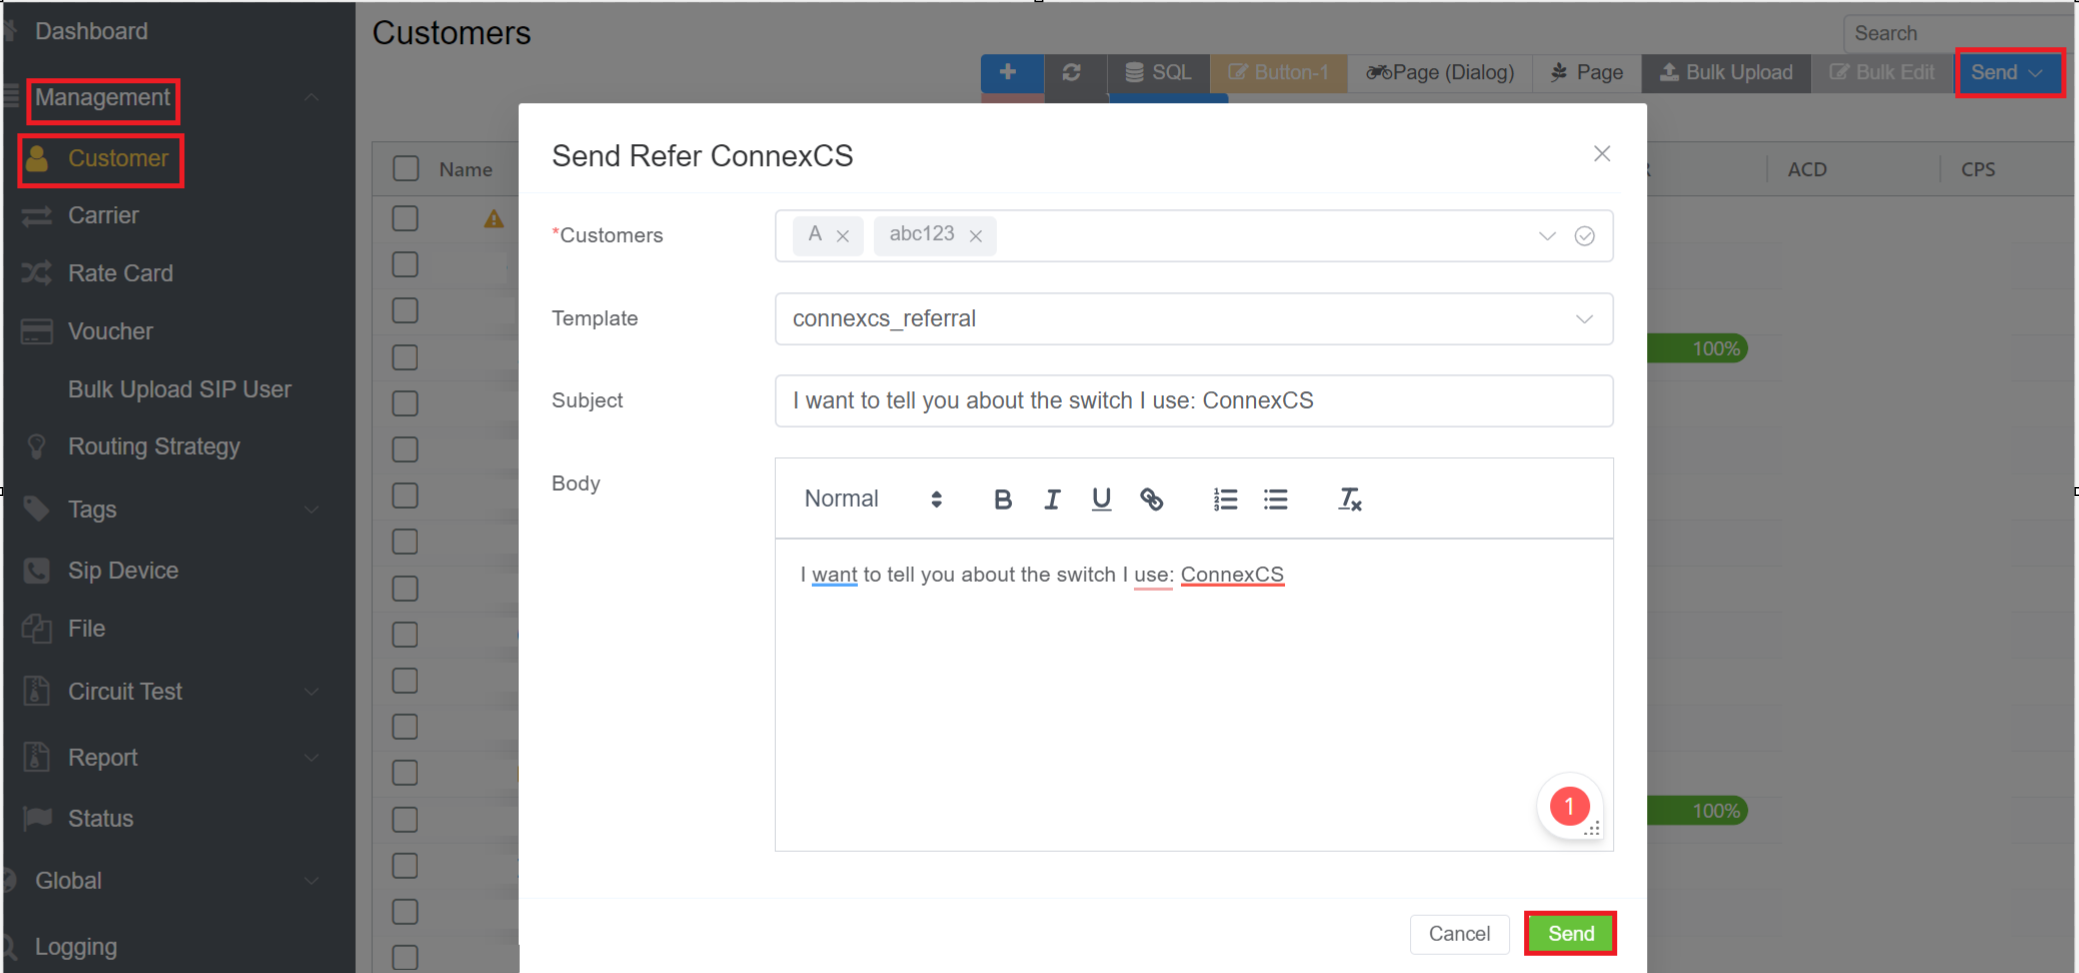 Dashboard
Management
Customer
Carrier
Rate Card
Voucher
Bulk Upload SIP User
Routing Strategy
Tags
Sip Device
File
Circuit Test
Report
Status
Global
Logging
Customers
Search
SQL
Button-1
Page (Dialog)
Page
Bulk Upload
Bulk Edit
Send
Name
ACD
CPS
100%
100%
Send Refer ConnexCS
*Customers
A
abc123
Template
connexcs_referral
Subject
I want to tell you about the switch I use: ConnexCS
Body
Normal
I want to tell you about the switch I use: ConnexCS
1
Cancel
Send